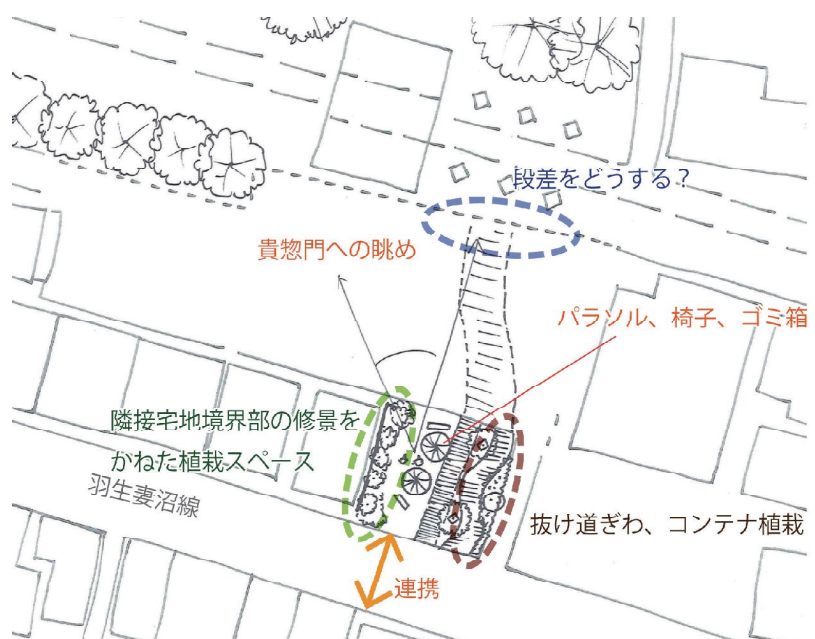 段差をどうする？
貴惣門への眺め
パラソル、椅子、ゴミ箱
隣接宅地境界部の修景を
かねた植栽スペース
羽生妻沼線
抜け道ぎわ、コンテナ植栽
連携